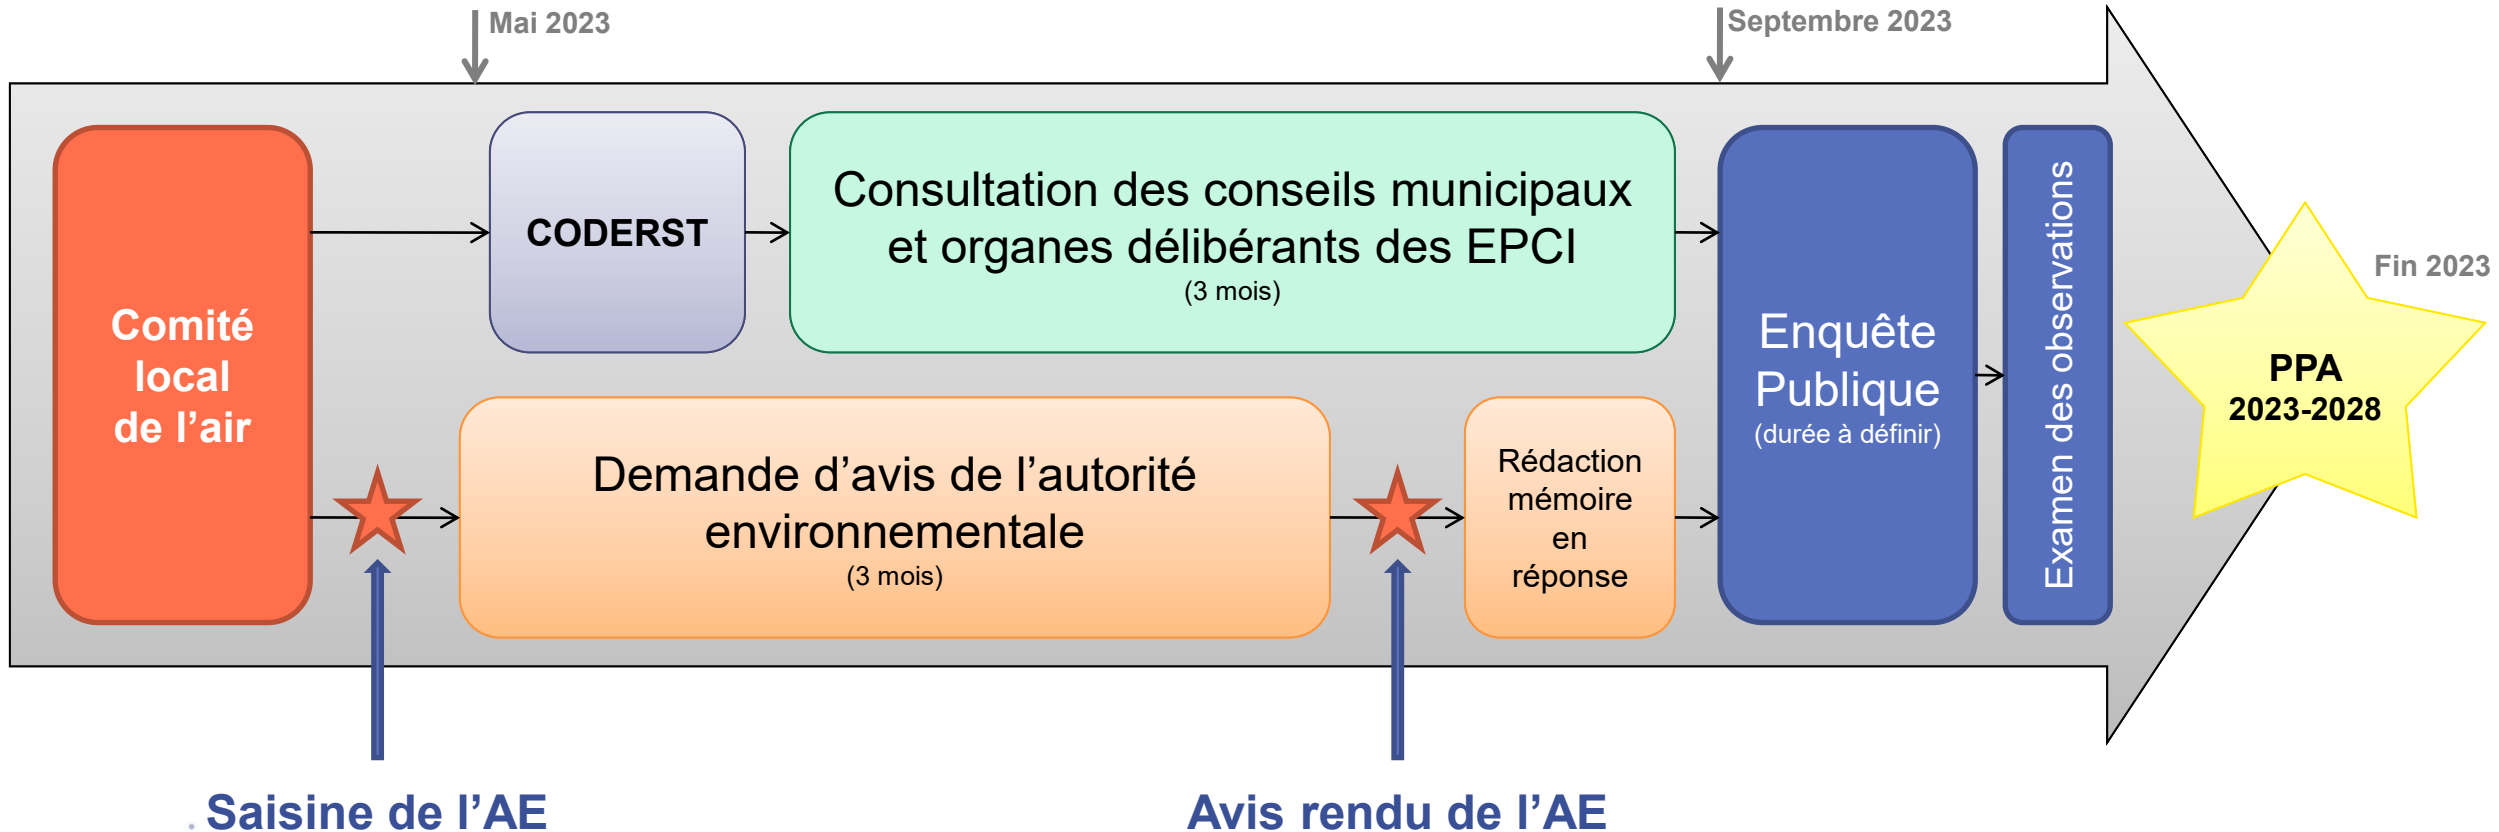 Mai 2023
Septembre 2023
Comité
local
de l’air
CODERST
Consultation des conseils municipaux
et organes délibérants des EPCI
(3 mois)
Demande d’avis de l’autorité
environnementale
(3 mois)
Rédaction
mémoire
en
réponse
Enquête
Publique
(durée à définir)
Examen des observations
Fin 2023
PPA
2023-2028
. Saisine de l’AE
Avis rendu de l’AE